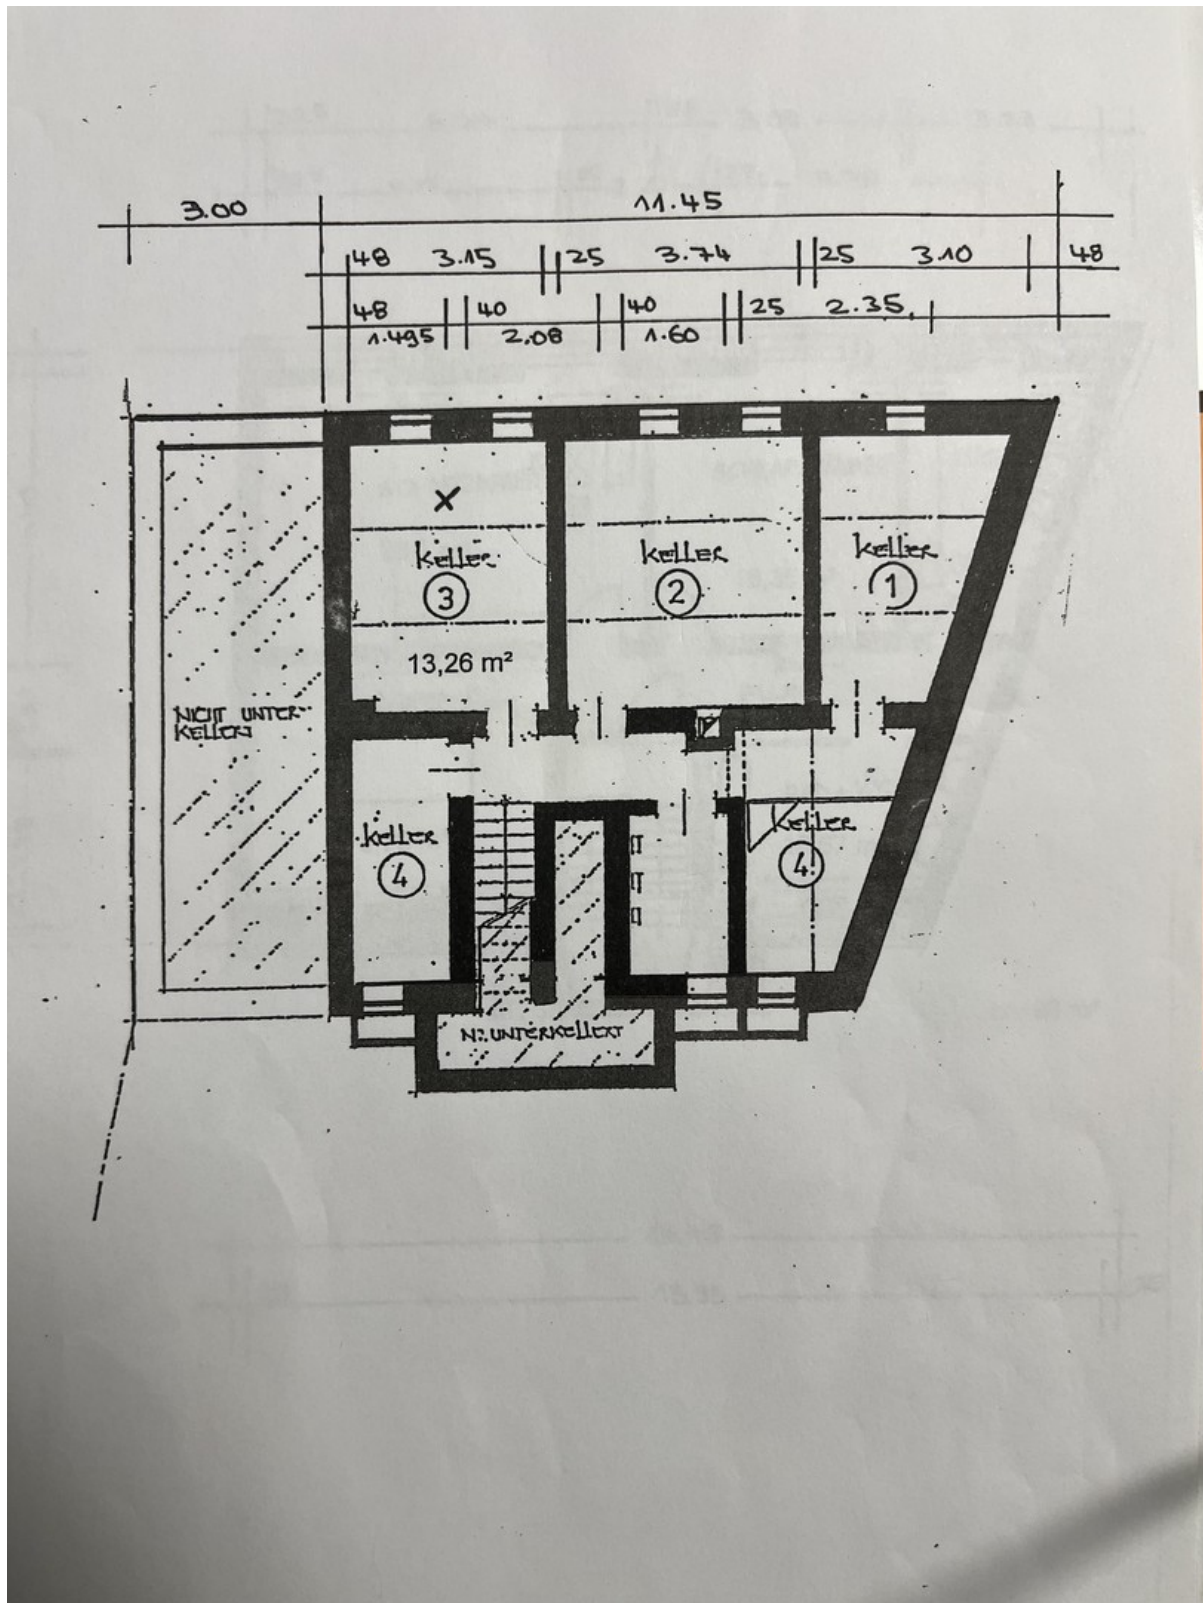 3.00 11.45
48 3.15 25 3.74 25 3.10 48
48 40 40 25 2.35
1.495 2.08 1.60
X
Keller
3
13,26 m²
Keller
2
Keller
1
NICHT UNTER-
KELLERT
Keller
4
Keller
4
N. UNTERKELLERT